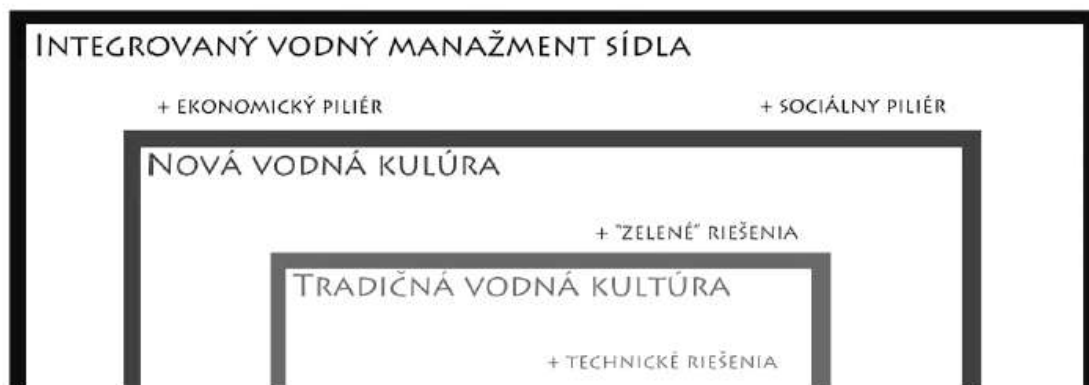 INTEGROVANÝ VODNÝ MANAŽMENT SÍDLA
+ EKONOMICKÝ PILIÉR + SOCIÁLNY PILIÉR
NOVÁ VODNÁ KULÚRA
+ "ZELENÉ" RIEŠENIA
TRADIČNÁ VODNÁ KULTÚRA
+ TECHNICKÉ RIEŠENIA